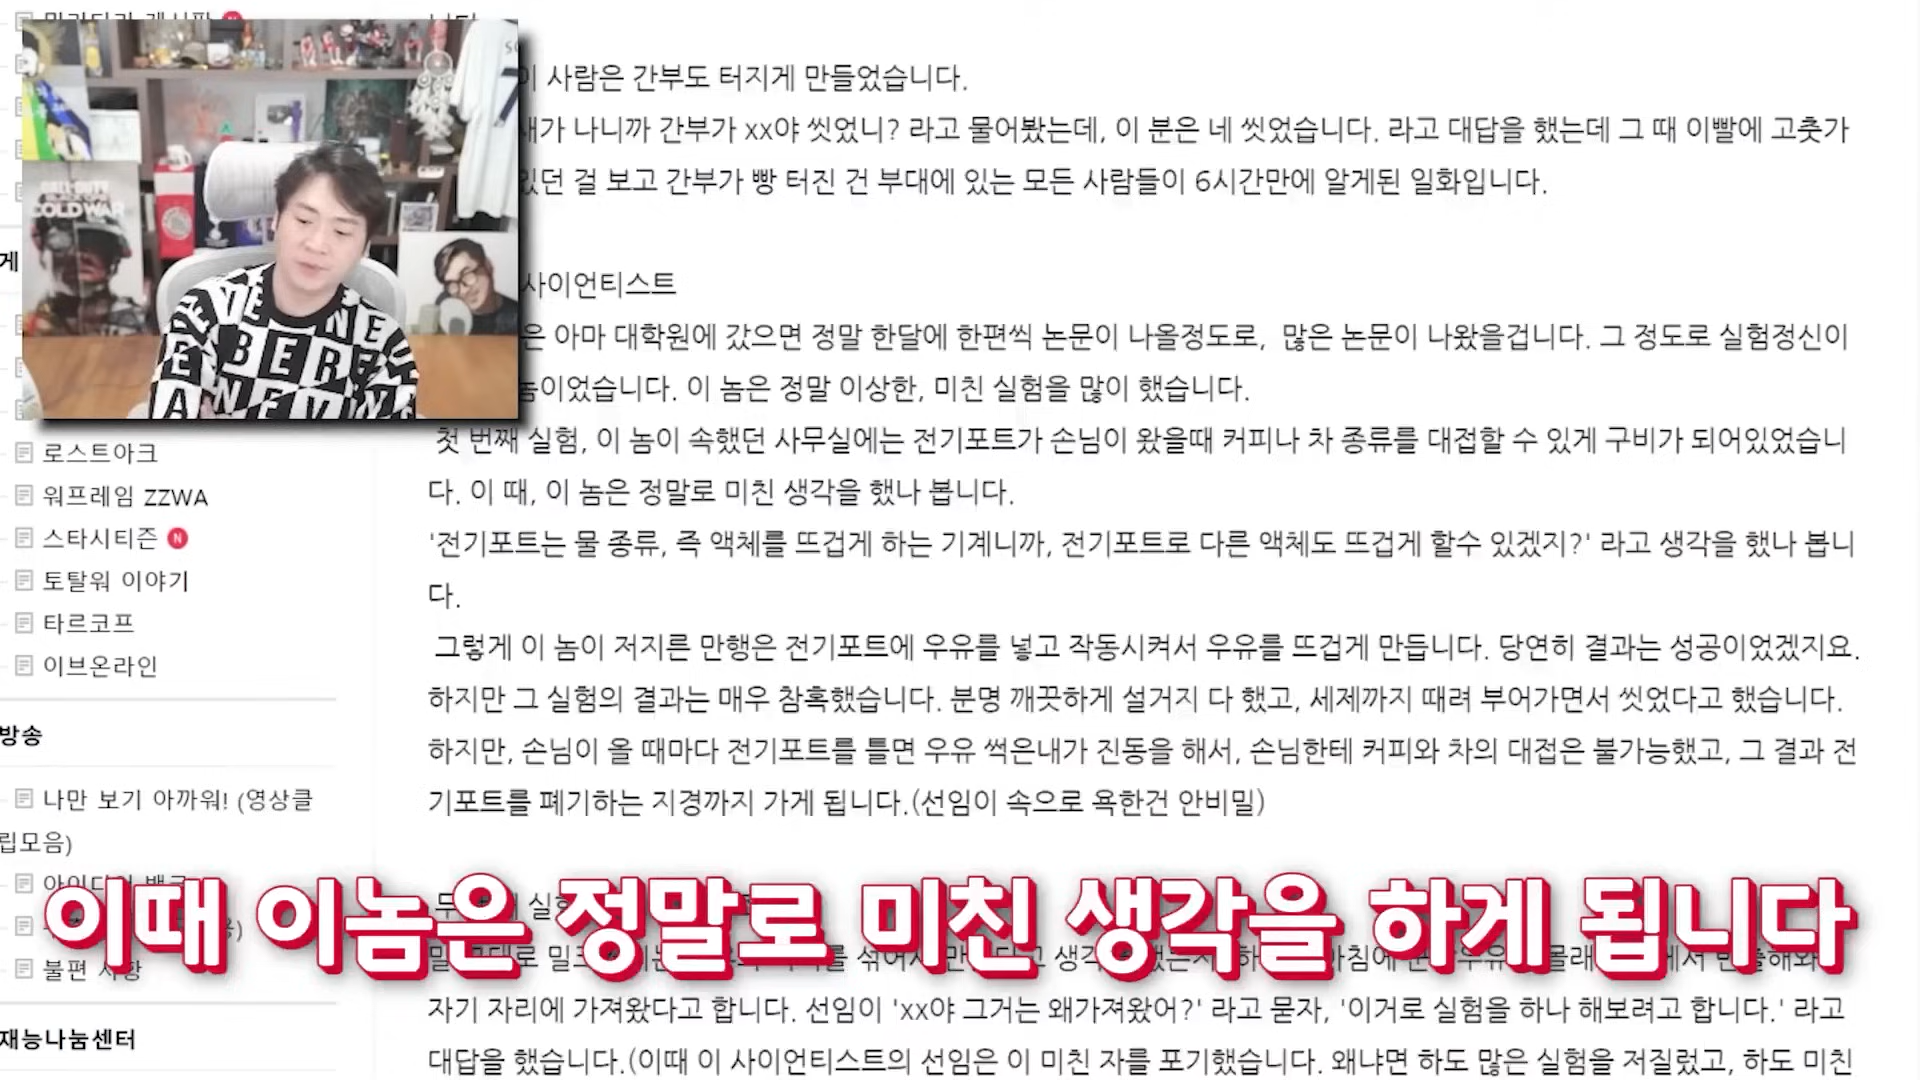 이 사람은 간부도 터지게 만들었습니다.
나니까 간부가 xx야 씻었니? 라고 물어봤는데, 이 분은 네 씻었습니다. 라고 대답을 했는데 그 때 이빨에 고춧가
있던 걸 보고 간부가 빵 터진 건 부대에 있는 모든 사람들이 6시간만에 알게된 일화입니다.
사이언티스트
은 아마 대학원에 갔으면 정말 한달에 한편씩 논문이 나올정도로, 많은 논문이 나왔을겁니다. 그 정도로 실험정신이
놈이었습니다. 이 놈은 정말 이상한, 미친 실험을 많이 했습니다.
첫 번째 실험, 이 놈이 속했던 사무실에는 전기포트가 손님이 왔을때 커피나 차 종류를 대접할 수 있게 구비가 되어있었습니
다. 이 때, 이 놈은 정말로 미친 생각을 했나 봅니다.
'전기포트는 물 종류, 즉 액체를 뜨겁게 하는 기계니까, 전기포트로 다른 액체도 뜨겁게 할수 있겠지?' 라고 생각을 했나 봅니
다.
그렇게 이 놈이 저지른 만행은 전기포트에 우유를 넣고 작동시켜서 우유를 뜨겁게 만듭니다. 당연히 결과는 성공이었겠지요.
하지만 그 실험의 결과는 매우 참혹했습니다. 분명 깨끗하게 설거지 다 했고, 세제까지 때려 부어가면서 씻었다고 했습니다.
하지만, 손님이 올 때마다 전기포트를 틀면 우유 썩은내가 진동을 해서, 손님한테 커피와 차의 대접은 불가능했고, 그 결과 전
기포트를 폐기하는 지경까지 가게 됩니다.(선임이 속으로 욕한건 안비밀)
자기 자리에 가져왔다고 합니다. 선임이 'xx야 그거는 왜가져왔어?' 라고 묻자, '이거로 실험을 하나 해보려고 합니다.' 라고
대답을 했습니다.(이때 이 사이언티스트의 선임은 이 미친 자를 포기했습니다. 왜냐면 하도 많은 실험을 저질렀고, 하도 미친
이때 이놈은 정말로 미친 생각을 하게 됩니다
게
로스트아크
워프레임 ZZWA
스타시티즌 N
토탈워 이야기
타르코프
이브온라인
방송
나만 보기 아까워! (영상클
립모음)
불편 사항
재능나눔센터
CALL OF DUTY
COLD WAR